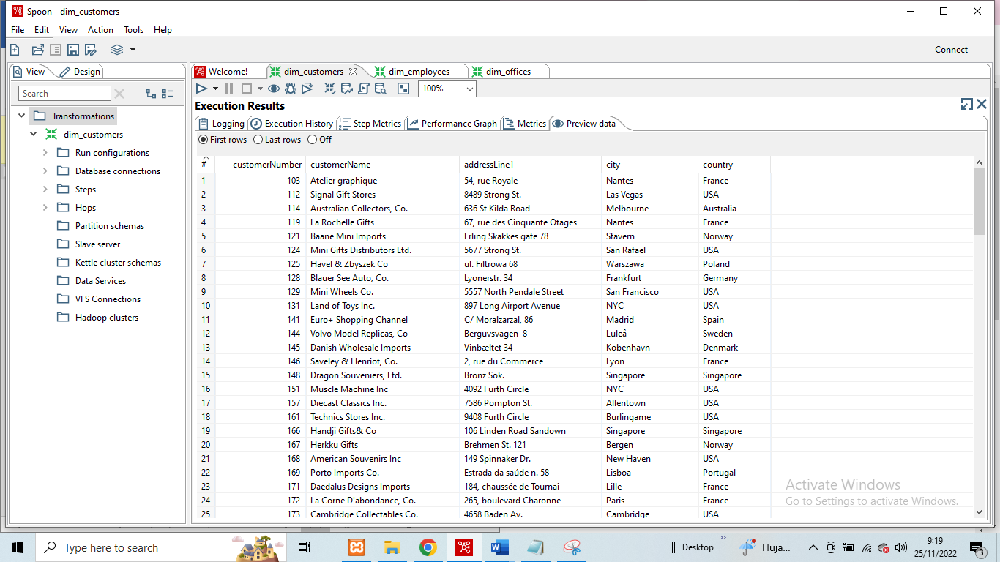 Spoon - dim_customers
File Edit View Action Tools Help
Connect
View Design
Welcome! dim_customers dim_employees dim_offices
Search
100%
Transformations
dim_customers
Run configurations
Database connections
Steps
Hops
Partition schemas
Slave server
Kettle cluster schemas
Data Services
VFS Connections
Hadoop clusters
Execution Results
Logging Execution History Step Metrics Performance Graph Metrics Preview data
First rows Last rows Off
# customerNumber customerName addressLine1 city country
1 103 Atelier graphique 54, rue Royale Nantes France
2 112 Signal Gift Stores 8489 Strong St. Las Vegas USA
3 114 Australian Collectors, Co. 636 St Kilda Road Melbourne Australia
4 119 La Rochelle Gifts 67, rue des Cinquante Otages Nantes France
5 121 Baane Mini Imports Erling Skakkes gate 78 Stavern Norway
6 124 Mini Gifts Distributors Ltd. 5677 Strong St. San Rafael USA
7 125 Havel & Zbyszek Co ul. Filtrowa 68 Warszawa Poland
8 128 Blauer See Auto, Co. Lyonerstr. 34 Frankfurt Germany
9 129 Mini Wheels Co. 5557 North Pendale Street San Francisco USA
10 131 Land of Toys Inc. 897 Long Airport Avenue NYC USA
11 141 Euro+ Shopping Channel C/ Moralzarzal, 86 Madrid Spain
12 144 Volvo Model Replicas, Co Berguvsvägen  8 Luleå Sweden
13 145 Danish Wholesale Imports Vinbæltet 34 Kobenhavn Denmark
14 146 Saveley & Henriot, Co. 2, rue du Commerce Lyon France
15 148 Dragon Souveniers, Ltd. Bronz Sok. Singapore Singapore
16 151 Muscle Machine Inc 4092 Furth Circle NYC USA
17 157 Diecast Classics Inc. 7586 Pompton St. Allentown USA
18 161 Technics Stores Inc. 9408 Furth Circle Burlingame USA
19 166 Handji Gifts& Co 106 Linden Road Sandown Singapore Singapore
20 167 Herkku Gifts Brehmen St. 121 Bergen Norway
21 168 American Souvenirs Inc 149 Spinnaker Dr. New Haven USA
22 169 Porto Imports Co. Estrada da saúde n. 58 Lisboa Portugal
23 171 Daedalus Designs Imports 184, chaussée de Tournai Lille France
24 172 La Corne D'abondance, Co. 265, boulevard Charonne Paris France
25 173 Cambridge Collectables Co. 4658 Baden Av. Cambridge USA
Activate Windows
Go to Settings to activate Windows.
Type here to search
Desktop
Huja...
9:19
25/11/2022
3